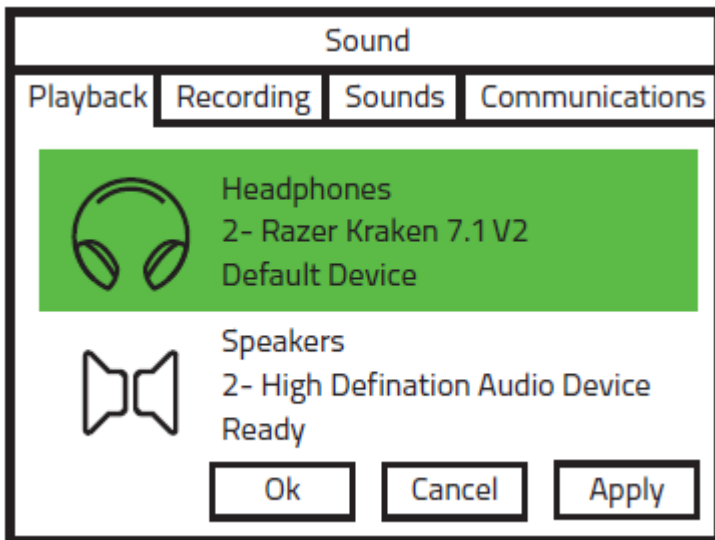 Sound
Playback Recording Sounds Communications
Headphones
2- Razer Kraken 7.1 V2
Default Device
Speakers
2- High Defination Audio Device
Ready
Ok Cancel Apply